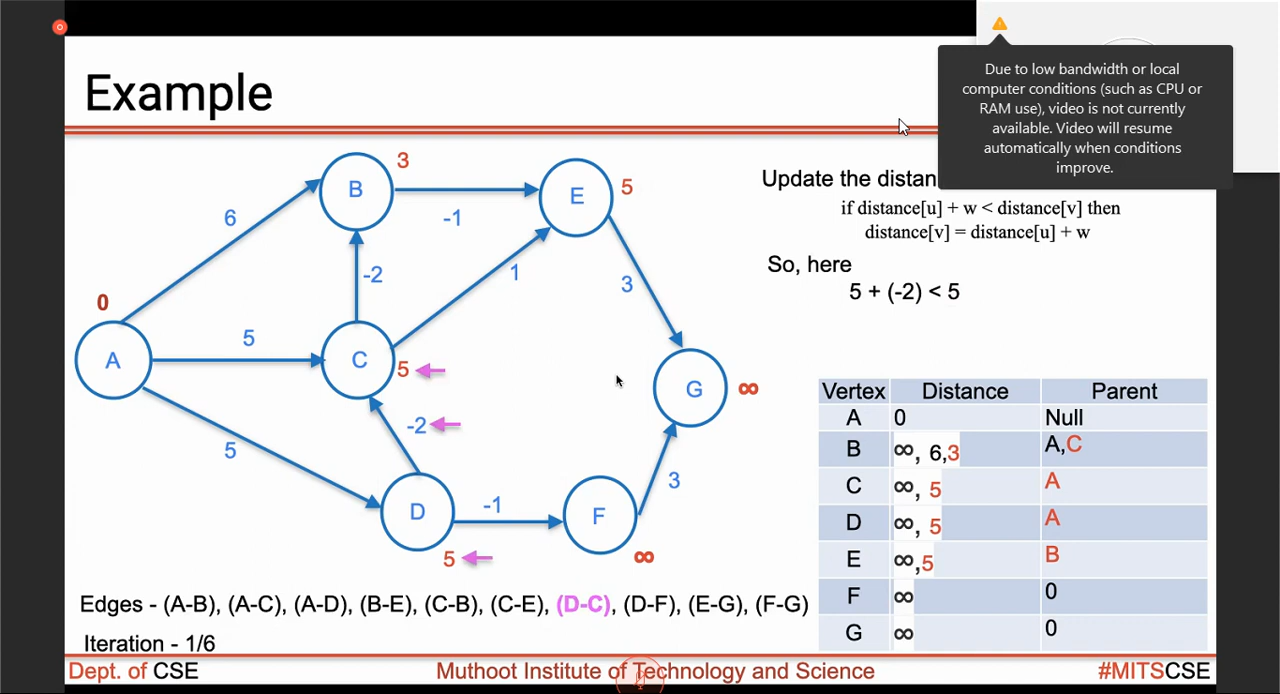 Due to low bandwidth or local
computer conditions (such as CPU or
RAM use), video is not currently
available. Video will resume
automatically when conditions
improve.
Example
Update the distan
if distance[u] + w < distance[v] then
distance[v] = distance[u] + w
So, here
5 + (-2) < 5
3
B
E
5
6
-1
-2
1
3
0
5
A
C
5
G
∞
-2
5
3
D
-1
F
5
∞
Vertex Distance Parent
A 0 Null
B ∞, 6,3 A,C
C ∞, 5 A
D ∞, 5 A
E ∞,5 B
F ∞ 0
G ∞ 0
Edges - (A-B), (A-C), (A-D), (B-E), (C-B), (C-E), (D-C), (D-F), (E-G), (F-G)
Iteration - 1/6
Dept. of CSE Muthoot Institute of Technology and Science #MITSCSE